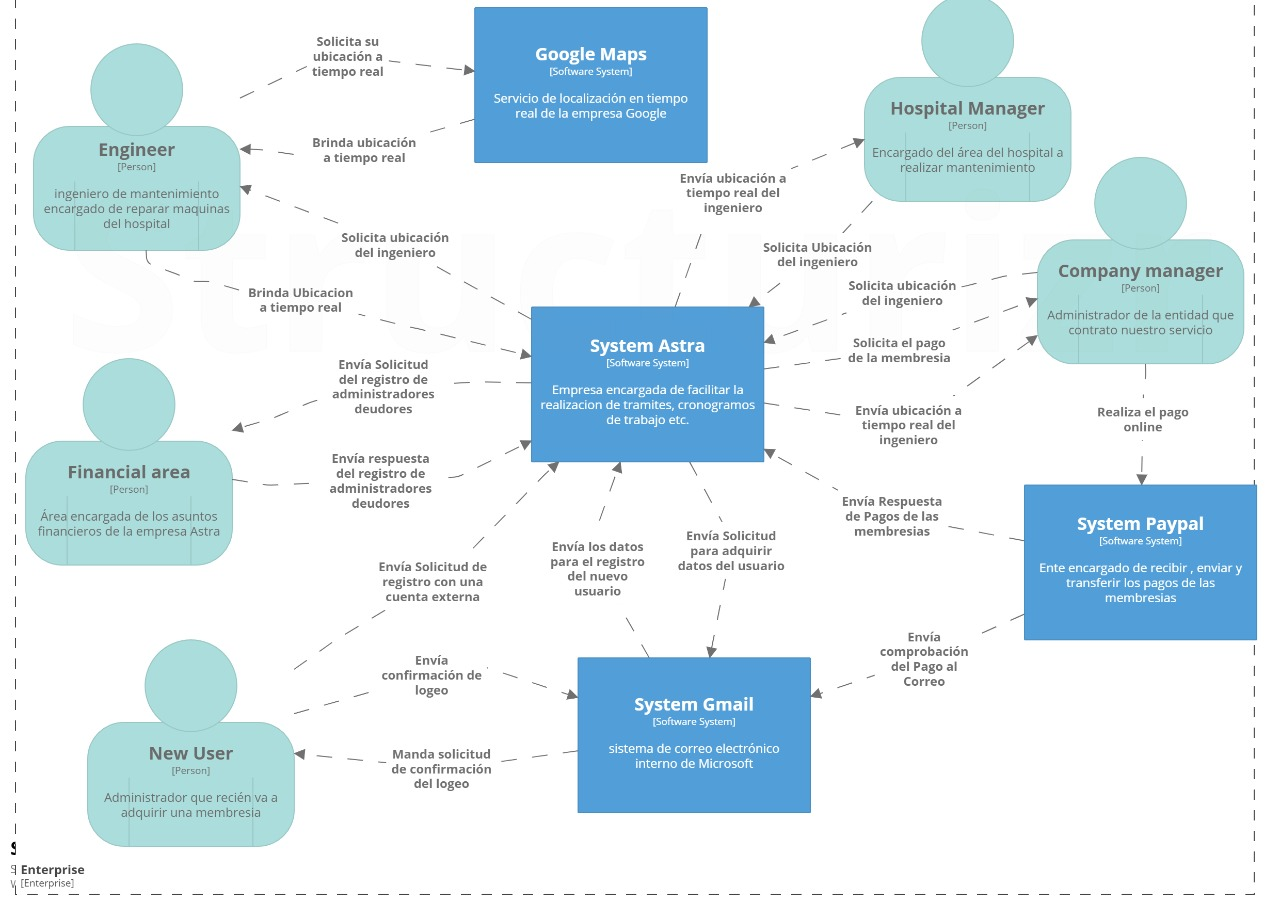 Google Maps
[Software System]
Servicio de localización en tiempo
real de la empresa Google
Solicita su
ubicación a
tiempo real
Brinda ubicación
a tiempo real
Engineer
[Person]
ingeniero de mantenimiento
encargado de reparar maquinas
del hospital
Hospital Manager
[Person]
Encargado del área del hospital a
realizar mantenimiento
Envía ubicación a
tiempo real del
ingeniero
Solicita Ubicación
del ingeniero
Solicita ubicación
del ingeniero
Brinda Ubicacion
a tiempo real
Company manager
[Person]
Administrador de la entidad que
contrato nuestro servicio
Solicita ubicación
del ingeniero
Solicita el pago
de la membresia
Envía ubicación a
tiempo real del
ingeniero
Realiza el pago
online
System Astra
[Software System]
Empresa encargada de facilitar la
realizacion de tramites, cronogramos
de trabajo etc.
Envía Solicitud
del registro de
administradores
deudores
Envía respuesta
del registro de
administradores
deudores
Financial area
[Person]
Área encargada de los asuntos
financieros de la empresa Astra
Envía Respuesta
de Pagos de las
membresias
System Paypal
[Software System]
Ente encargado de recibir , enviar y
transferir los pagos de las
membresias
Envía Solicitud de
registro con una
cuenta externa
Envía los datos
para el registro
del nuevo
usuario
Envía Solicitud
para adquirir
datos del usuario
Envía
comprobación
del Pago al
Correo
Envía
confirmación de
logeo
Manda solicitud
de confirmación
del logeo
System Gmail
[Software System]
sistema de correo electrónico
interno de Microsoft
New User
[Person]
Administrador que recién va a
adquirir una membresia
Enterprise
[Enterprise]